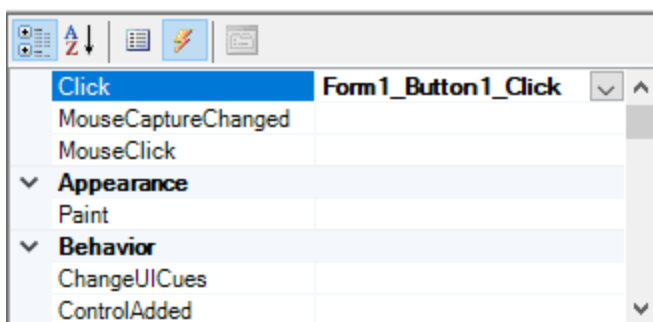 A
Z
Click Form1_Button1_Click
MouseCaptureChanged
MouseClick
Appearance
Paint
Behavior
ChangeUICues
ControlAdded